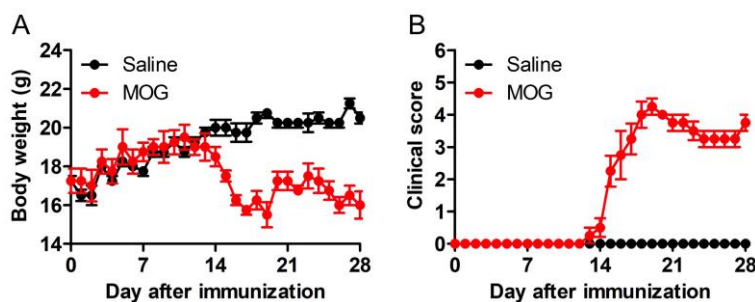 A
Body weight (g)
24
22
20
18
16
14
Saline
MOG
0 7 14 21 28
Day after immunization
B
Clinical score
6
5
4
3
2
1
0
Saline
MOG
0 7 14 21 28
Day after immunization